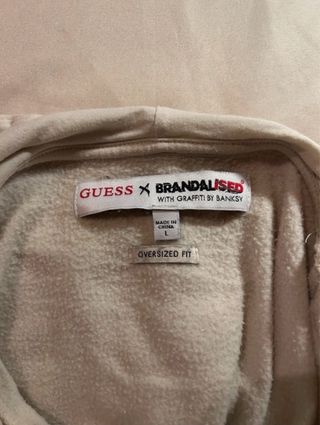 GUESS X BRANDALISED
WITH GRAFFITI BY BANKSY
MADE IN
CHINA
L
OVERSIZED FIT